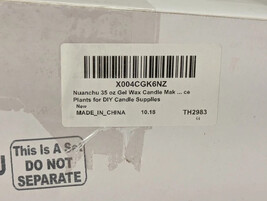 X004CGK6NZ
Nuanchu 35 oz Gel Wax Candle Mak ... ce
Plants for DIY Candle Supplies
New
MADE_IN_CHINA 10.18 TH2983
This Is A Se
DO NOT
SEPARATE